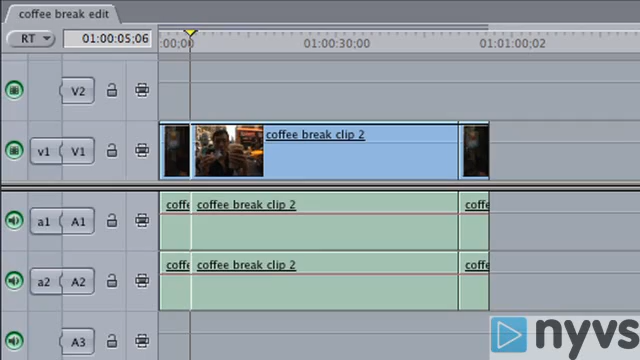 coffee break edit
RT
01:00:05;06
:00;00
01:00:30;00
01:01:00;02
V2
v1
V1
coffee break clip 2
a1
A1
coffe
coffee break clip 2
coffe
a2
A2
coffe
coffee break clip 2
coffe
A3
nyvs